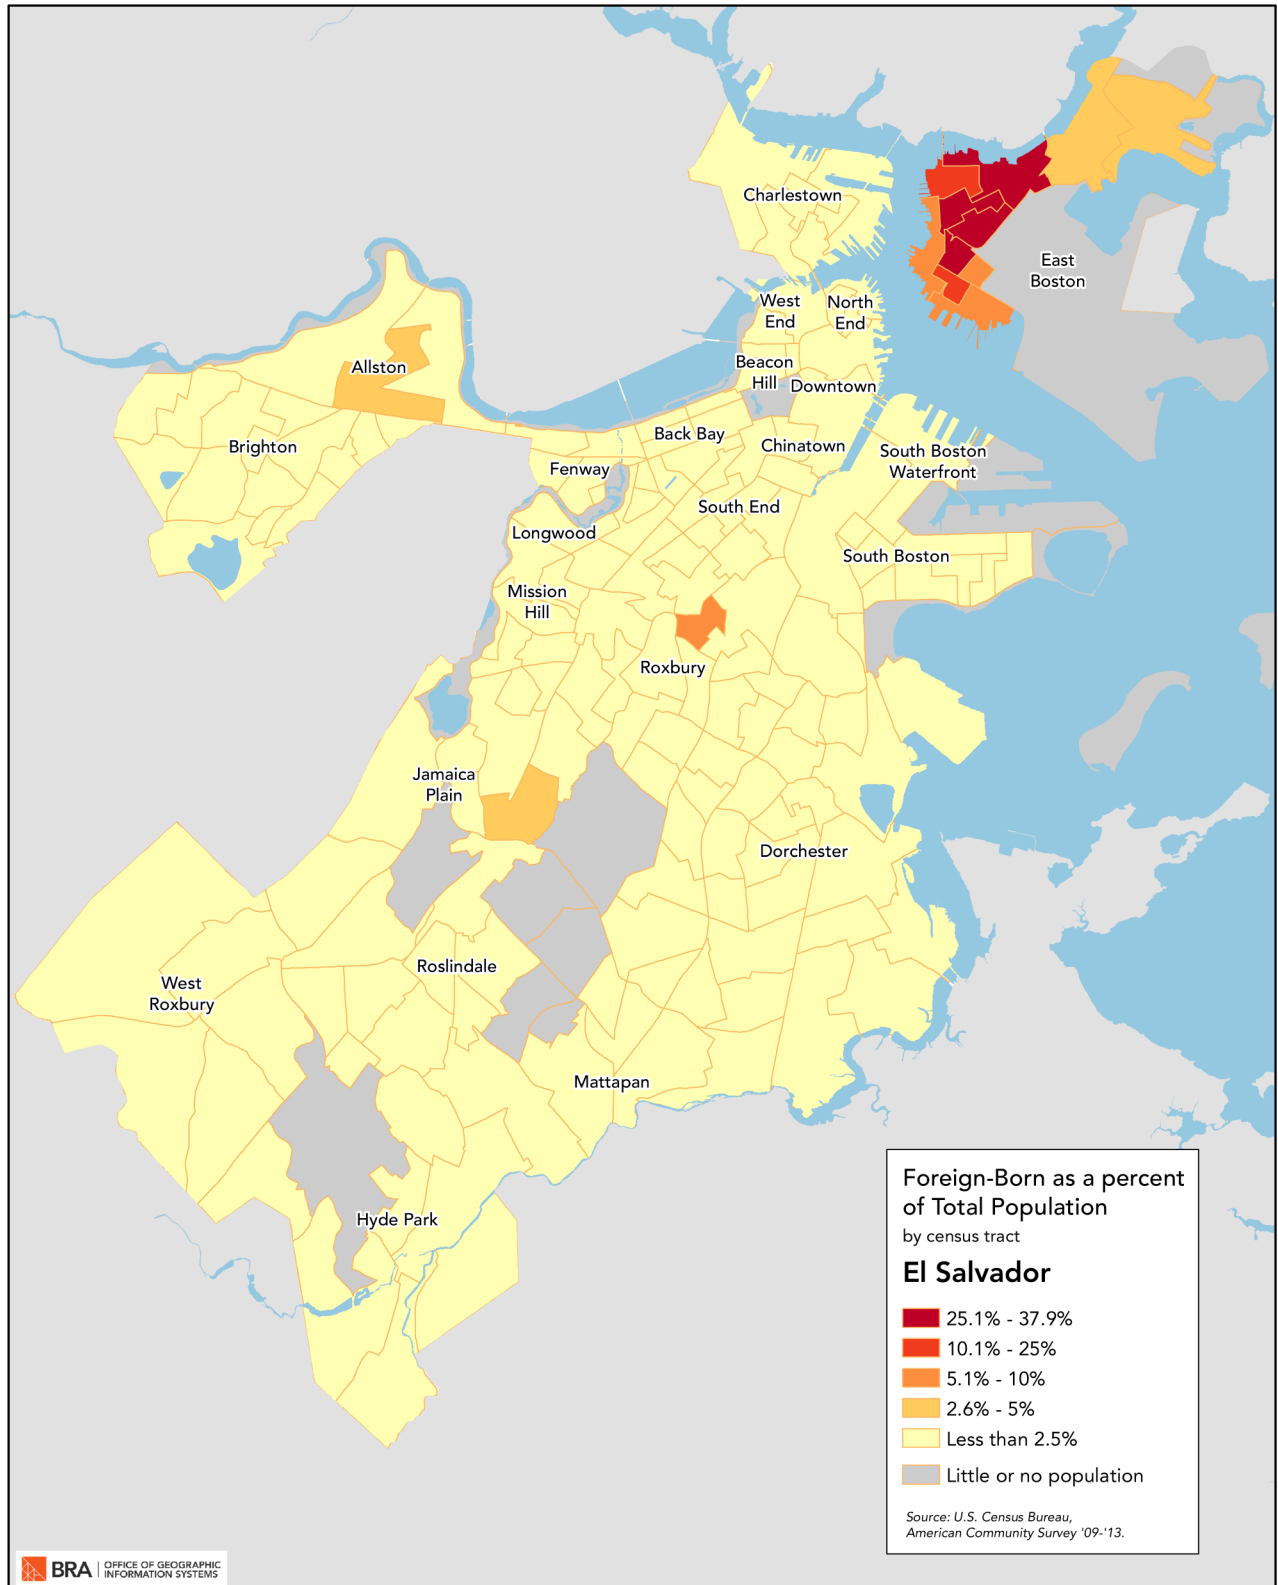 Charlestown
East
Boston
West
End
North
End
Allston
Beacon
Hill
Downtown
Back Bay
Chinatown
Brighton
South Boston
Waterfront
Fenway
South End
Longwood
South Boston
Mission
Hill
Roxbury
Jamaica
Plain
Dorchester
Roslindale
West
Roxbury
Mattapan
Hyde Park
Foreign-Born as a percent
of Total Population
by census tract
El Salvador
25.1% - 37.9%
10.1% - 25%
5.1% - 10%
2.6% - 5%
Less than 2.5%
Little or no population
Source: U.S. Census Bureau,
American Community Survey '09-'13.
BRA OFFICE OF GEOGRAPHIC
INFORMATION SYSTEMS